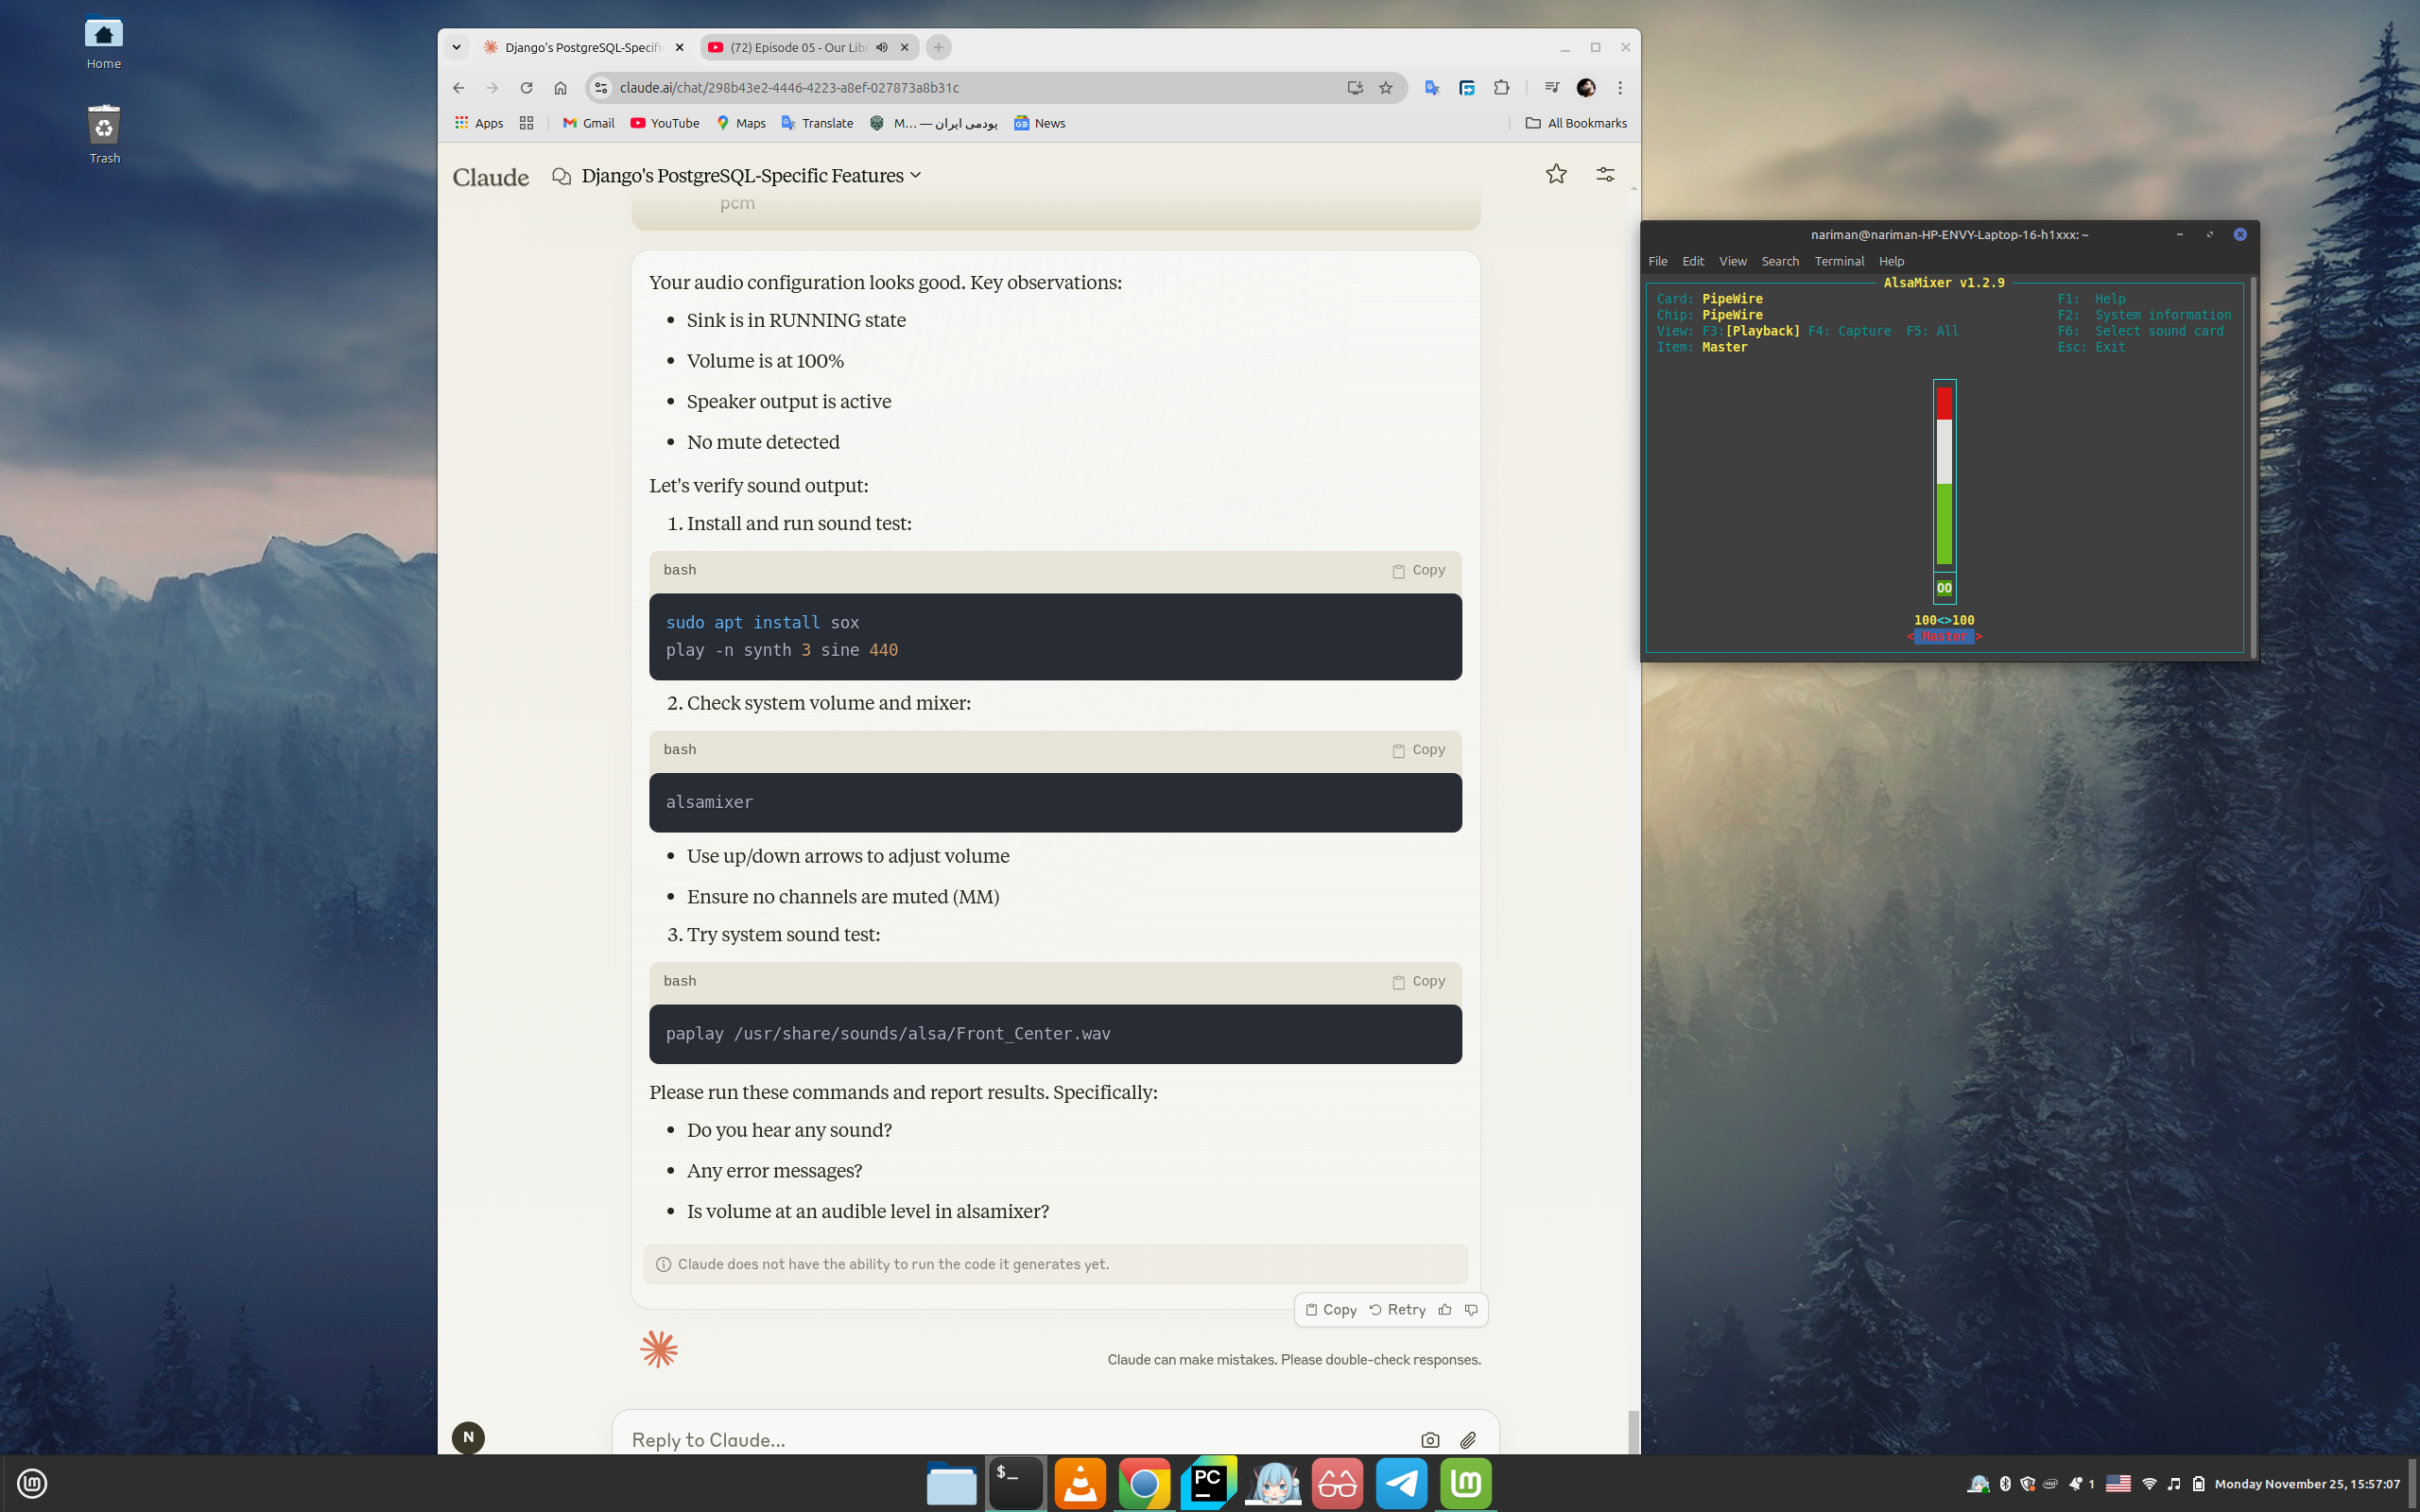 Home
Trash
Django's PostgreSQL-Specifi
(72) Episode 05 - Our Libr
claude.ai/chat/298b43e2-4446-4223-a8ef-027873a8b31c
Apps
Gmail
YouTube
Maps
Translate
M... — یودمی ایران
News
All Bookmarks
Claude
Django's PostgreSQL-Specific Features
pcm
Your audio configuration looks good. Key observations:
• Sink is in RUNNING state
• Volume is at 100%
• Speaker output is active
• No mute detected
Let's verify sound output:
1. Install and run sound test:
bash
Copy
sudo apt install sox
play -n synth 3 sine 440
2. Check system volume and mixer:
bash
Copy
alsamixer
• Use up/down arrows to adjust volume
• Ensure no channels are muted (MM)
3. Try system sound test:
bash
Copy
paplay /usr/share/sounds/alsa/Front_Center.wav
Please run these commands and report results. Specifically:
• Do you hear any sound?
• Any error messages?
• Is volume at an audible level in alsamixer?
Claude does not have the ability to run the code it generates yet.
Copy Retry
Claude can make mistakes. Please double-check responses.
N
Reply to Claude...
nariman@nariman-HP-ENVY-Laptop-16-h1xxx: ~
File Edit View Search Terminal Help
AlsaMixer v1.2.9
Card: PipeWire F1: Help
Chip: PipeWire F2: System information
View: F3:[Playback] F4: Capture F5: All F6: Select sound card
Item: Master Esc: Exit
OO
100<>100
< Master >
$_
PC
1
Monday November 25, 15:57:07